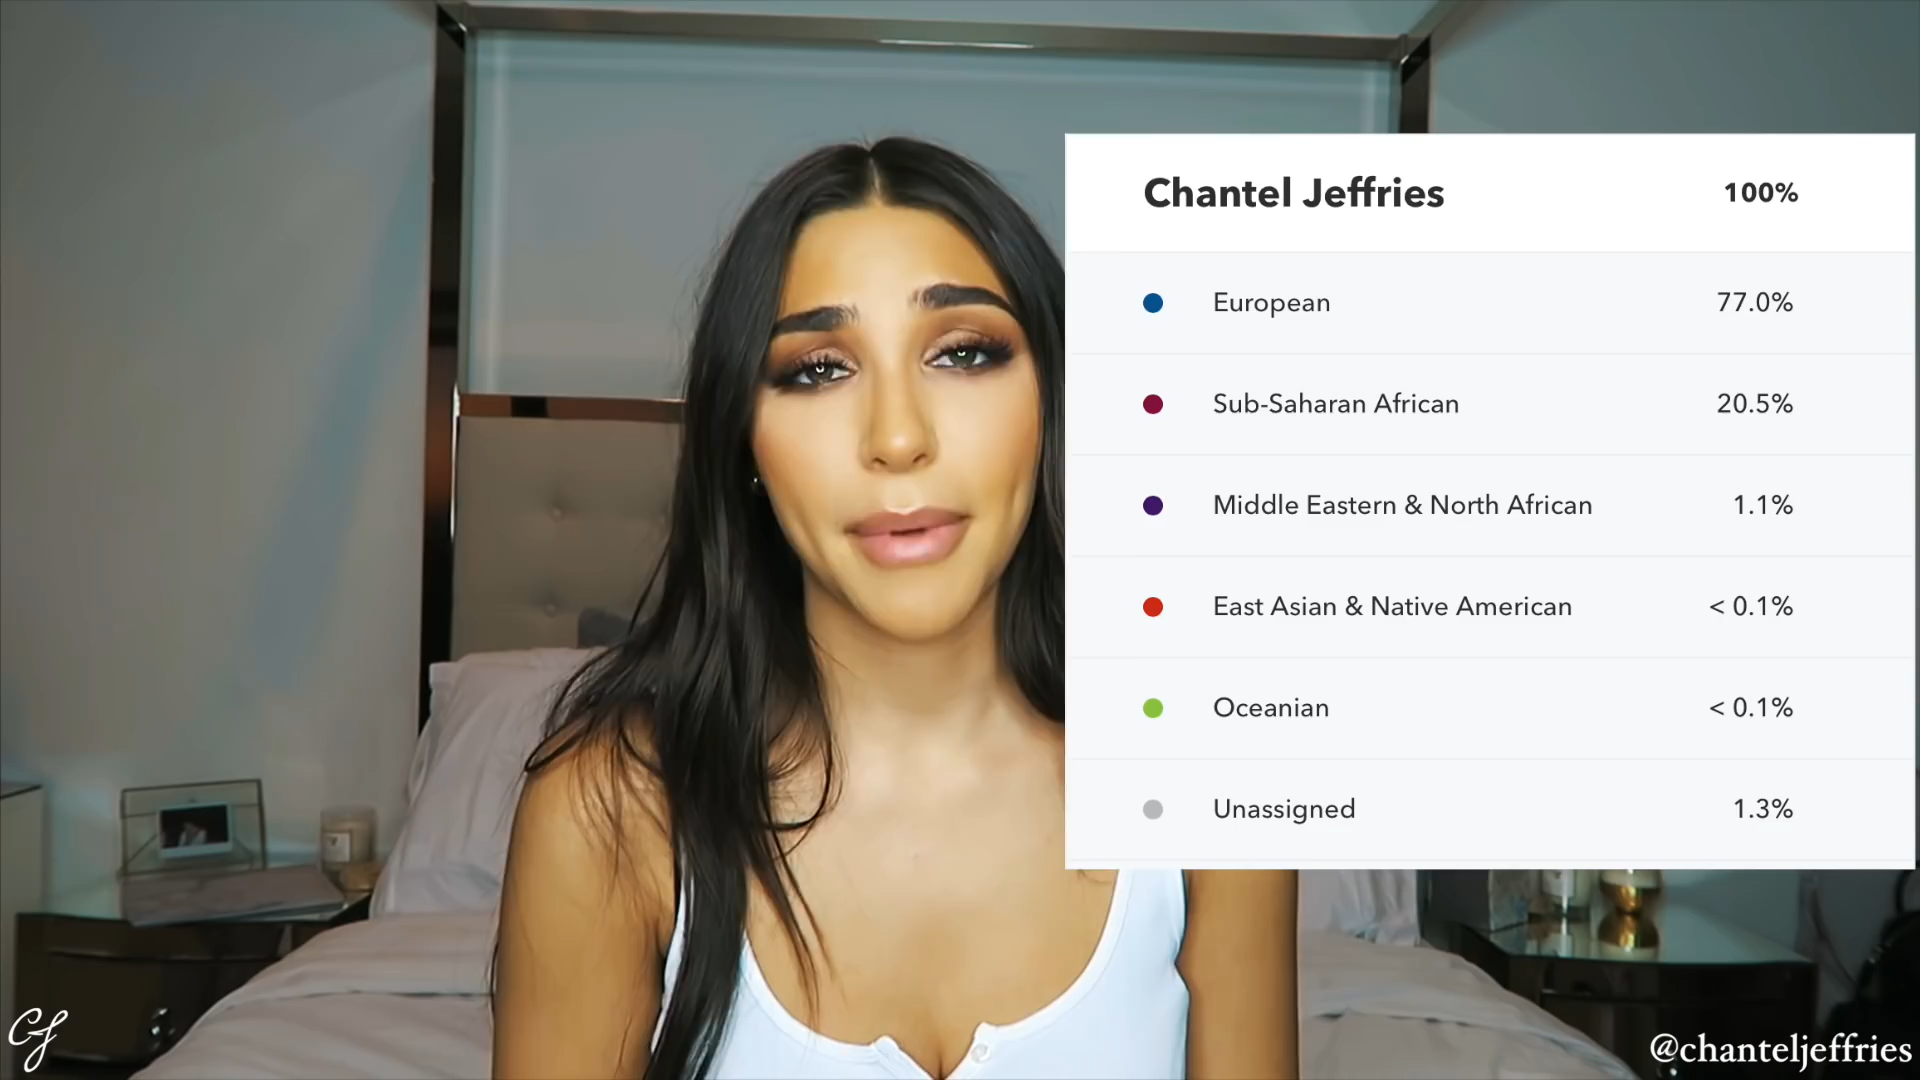 Chantel Jeffries 100%
European 77.0%
Sub-Saharan African 20.5%
Middle Eastern & North African 1.1%
East Asian & Native American < 0.1%
Oceanian < 0.1%
Unassigned 1.3%
CJ
@chanteljeffries